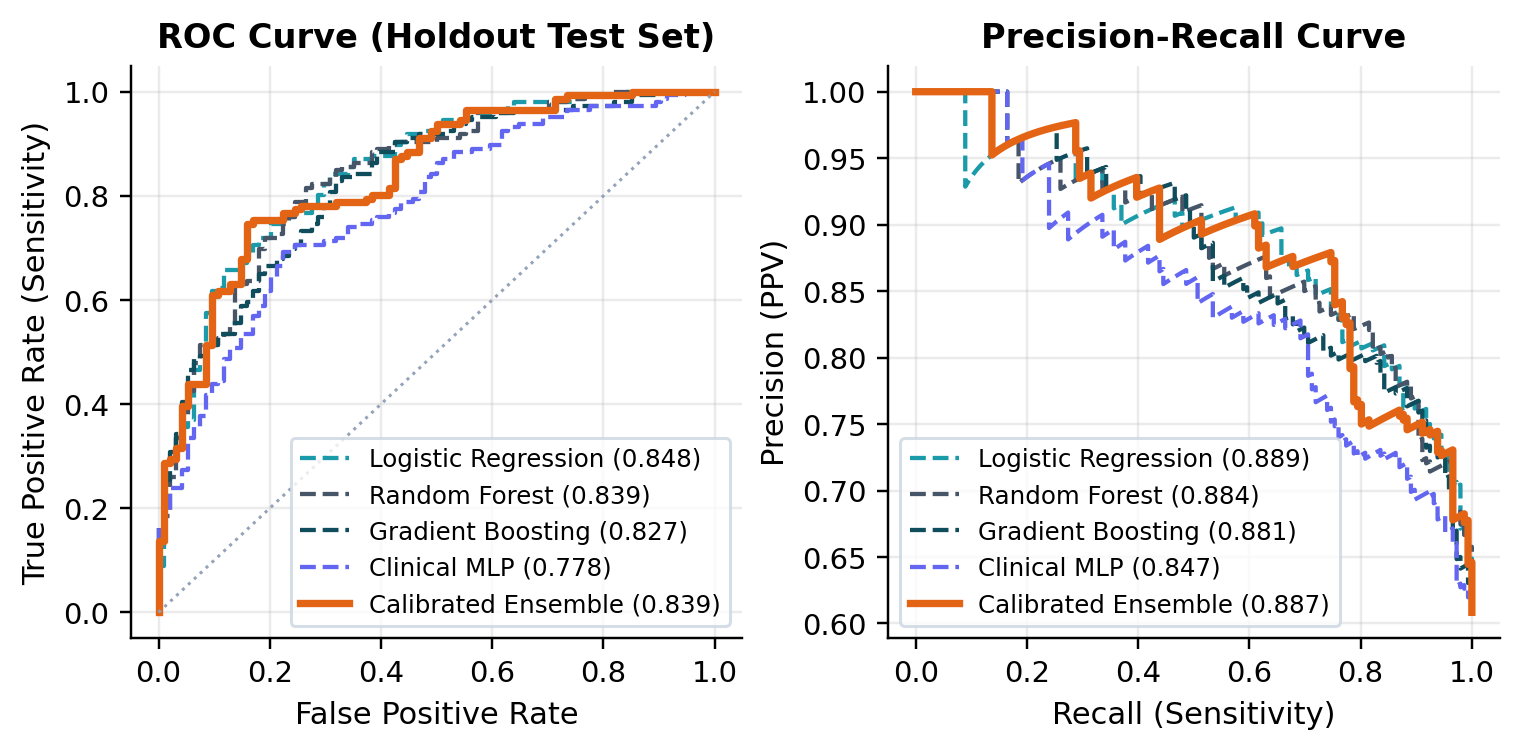 ROC Curve (Holdout Test Set)
True Positive Rate (Sensitivity)
1.0
0.8
0.6
0.4
0.2
0.0
Logistic Regression (0.848)
Random Forest (0.839)
Gradient Boosting (0.827)
Clinical MLP (0.778)
Calibrated Ensemble (0.839)
0.0 0.2 0.4 0.6 0.8 1.0
False Positive Rate
Precision-Recall Curve
Precision (PPV)
1.00
0.95
0.90
0.85
0.80
0.75
0.70
0.65
0.60
Logistic Regression (0.889)
Random Forest (0.884)
Gradient Boosting (0.881)
Clinical MLP (0.847)
Calibrated Ensemble (0.887)
0.0 0.2 0.4 0.6 0.8 1.0
Recall (Sensitivity)